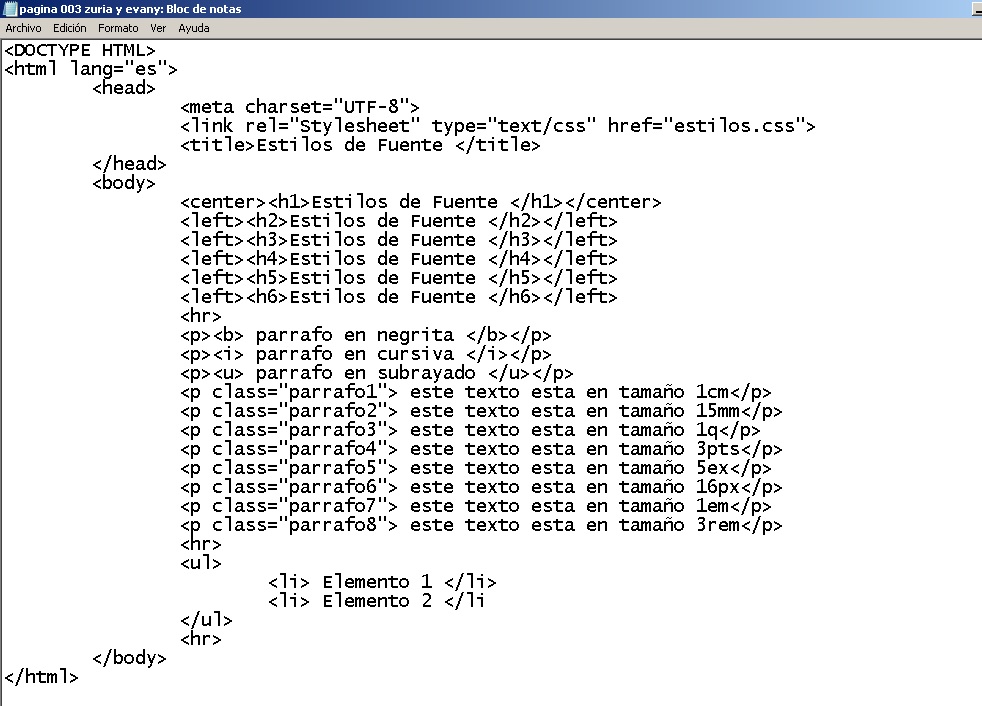 pagina 003 zuria y evany: Bloc de notas
Archivo Edición Formato Ver Ayuda
<DOCTYPE HTML>
<html lang="es">
<head>
<meta charset="UTF-8">
<link rel="Stylesheet" type="text/css" href="estilos.css">
<title>Estilos de Fuente </title>
</head>
<body>
<center><h1>Estilos de Fuente </h1></center>
<left><h2>Estilos de Fuente </h2></left>
<left><h3>Estilos de Fuente </h3></left>
<left><h4>Estilos de Fuente </h4></left>
<left><h5>Estilos de Fuente </h5></left>
<left><h6>Estilos de Fuente </h6></left>
<hr>
<p><b> parrafo en negrita </b></p>
<p><i> parrafo en cursiva </i></p>
<p><u> parrafo en subrayado </u></p>
<p class="parrafo1"> este texto esta en tamaño 1cm</p>
<p class="parrafo2"> este texto esta en tamaño 15mm</p>
<p class="parrafo3"> este texto esta en tamaño 1q</p>
<p class="parrafo4"> este texto esta en tamaño 3pts</p>
<p class="parrafo5"> este texto esta en tamaño 5ex</p>
<p class="parrafo6"> este texto esta en tamaño 16px</p>
<p class="parrafo7"> este texto esta en tamaño 1em</p>
<p class="parrafo8"> este texto esta en tamaño 3rem</p>
<hr>
<ul>
<li> Elemento 1 </li>
<li> Elemento 2 </li
</ul>
<hr>
</body>
</html>